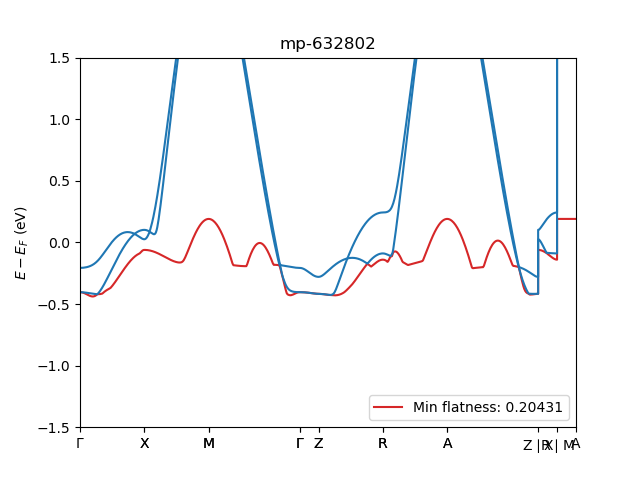 mp-632802
E − E_F (eV)
1.5
1.0
0.5
0.0
−0.5
−1.0
−1.5
Min flatness: 0.20431
Γ X M Γ Z R A Z | R X | M A